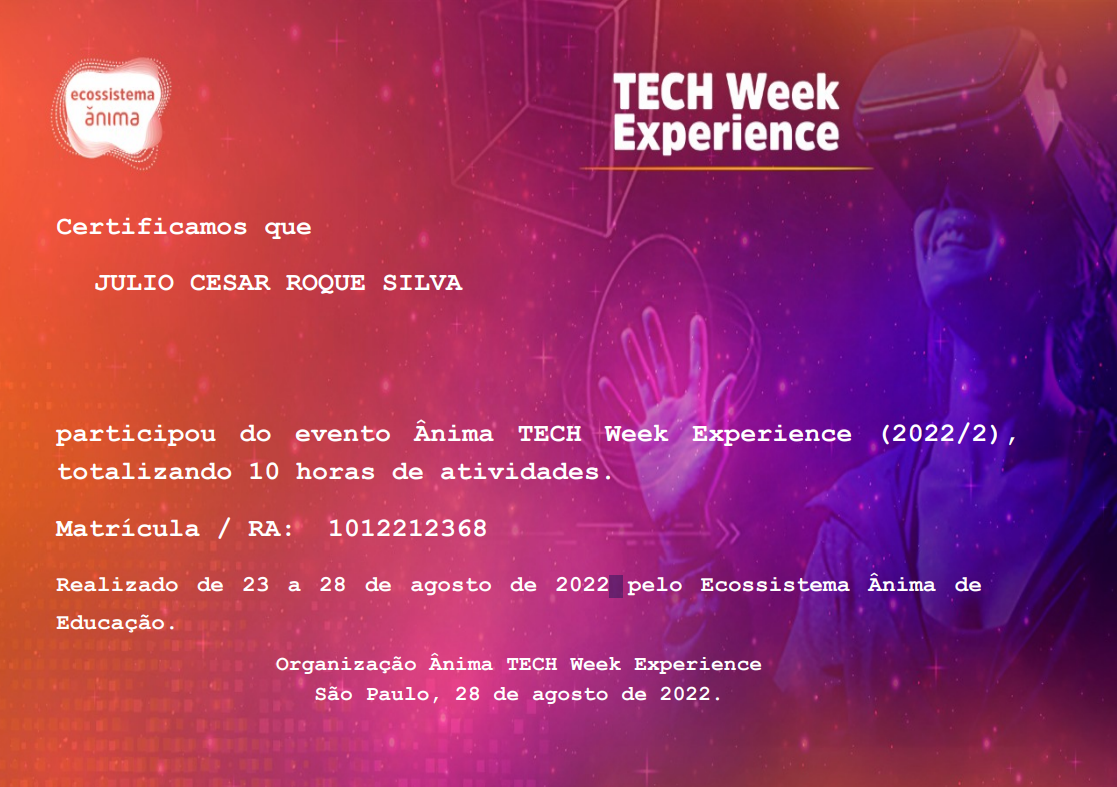 ecossistema
ănima
TECH Week
Experience
Certificamos que
JULIO CESAR ROQUE SILVA
participou do evento Ânima TECH Week Experience (2022/2),
totalizando 10 horas de atividades.
Matrícula / RA: 1012212368
Realizado de 23 a 28 de agosto de 2022 pelo Ecossistema Ânima de
Educação.
Organização Ânima TECH Week Experience
São Paulo, 28 de agosto de 2022.